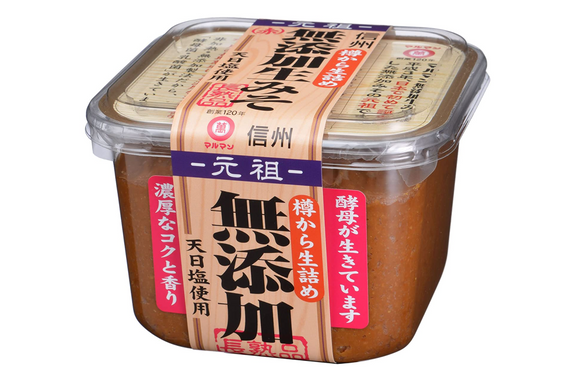 元祖
信州
無添加生みそ
樽から生詰め
赤
天日塩使用
長熟品
創業120年
萬
マルマン
信州
元祖
無添加
樽から生詰め
天日塩使用
長熟品
酵母が生きています
濃厚なコクと香り